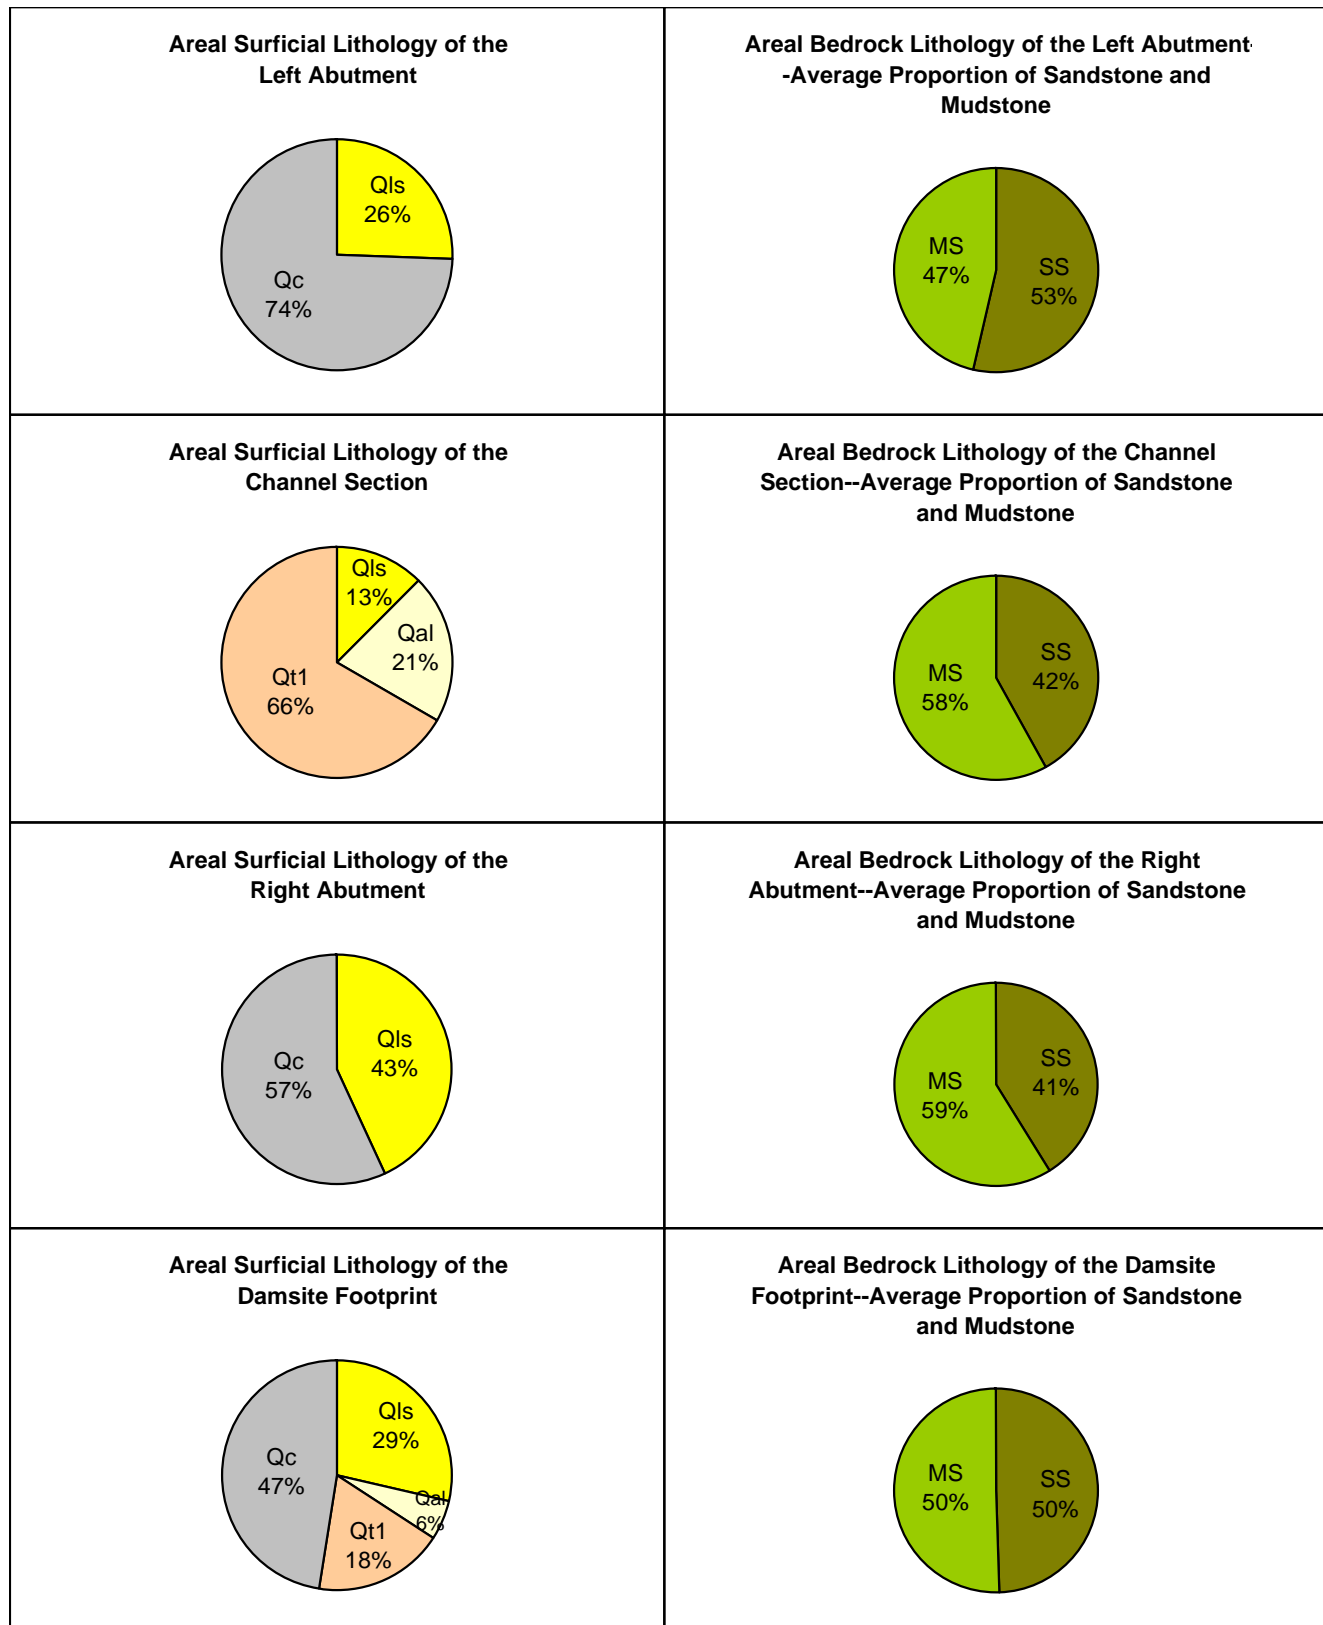 Areal Surficial Lithology of the
Left Abutment
Qls
26%
Qc
74%
Areal Bedrock Lithology of the Left Abutment-
-Average Proportion of Sandstone and
Mudstone
MS
47%
SS
53%
Areal Surficial Lithology of the
Channel Section
Qls
13%
Qal
21%
Qt1
66%
Areal Bedrock Lithology of the Channel
Section--Average Proportion of Sandstone
and Mudstone
SS
42%
MS
58%
Areal Surficial Lithology of the
Right Abutment
Qls
43%
Qc
57%
Areal Bedrock Lithology of the Right
Abutment--Average Proportion of Sandstone
and Mudstone
SS
41%
MS
59%
Areal Surficial Lithology of the
Damsite Footprint
Qls
29%
Qc
47%
Qal
6%
Qt1
18%
Areal Bedrock Lithology of the Damsite
Footprint--Average Proportion of Sandstone
and Mudstone
MS
50%
SS
50%